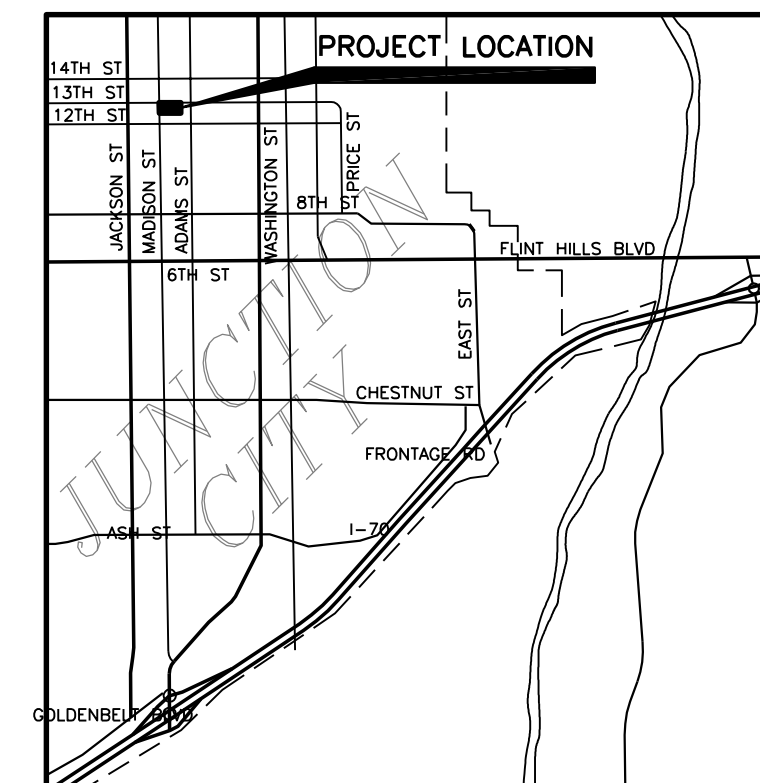 PROJECT LOCATION
14TH ST
13TH ST
12TH ST
JACKSON ST
MADISON ST
ADAMS ST
WASHINGTON ST
PRICE ST
8TH ST
FLINT HILLS BLVD
6TH ST
EAST ST
JUNCTION
CITY
CHESTNUT ST
FRONTAGE RD
ASH ST
I-70
GOLDENBELT BLVD